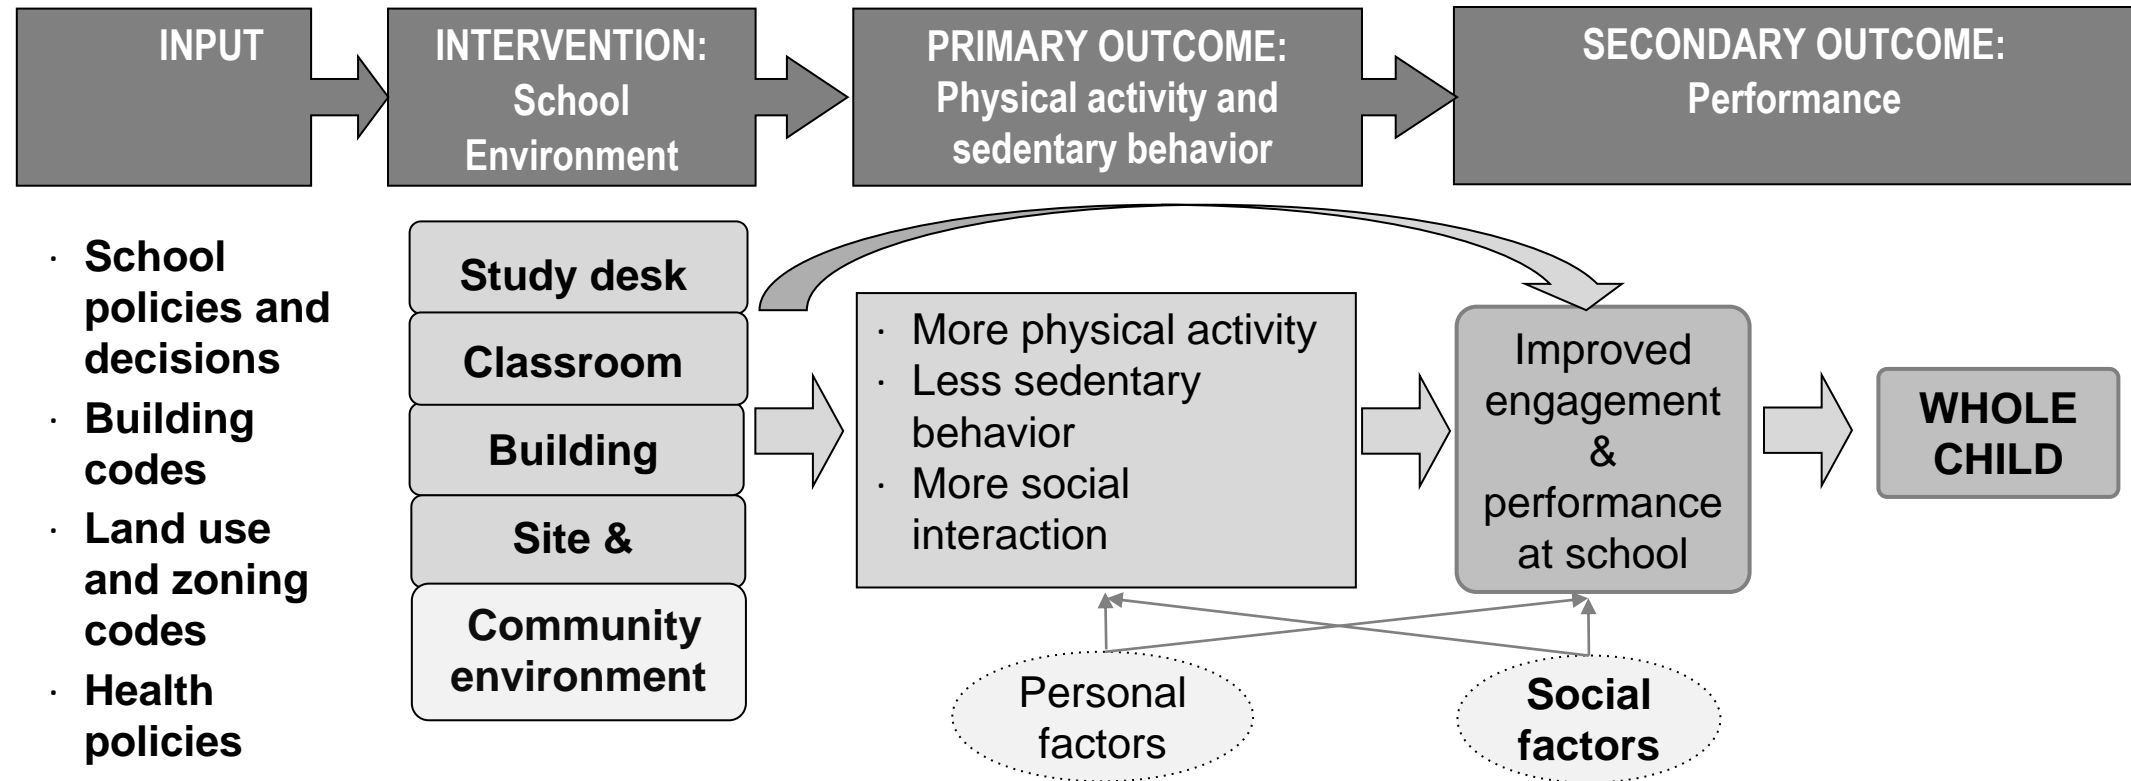 INPUT
INTERVENTION:
School
Environment
PRIMARY OUTCOME:
Physical activity and
sedentary behavior
SECONDARY OUTCOME:
Performance
· School
policies and
decisions
· Building
codes
· Land use
and zoning
codes
· Health
policies
Study desk
Classroom
Building
Site &
Community
environment
· More physical activity
· Less sedentary
behavior
· More social
interaction
Improved
engagement
&
performance
at school
WHOLE
CHILD
Personal
factors
Social
factors